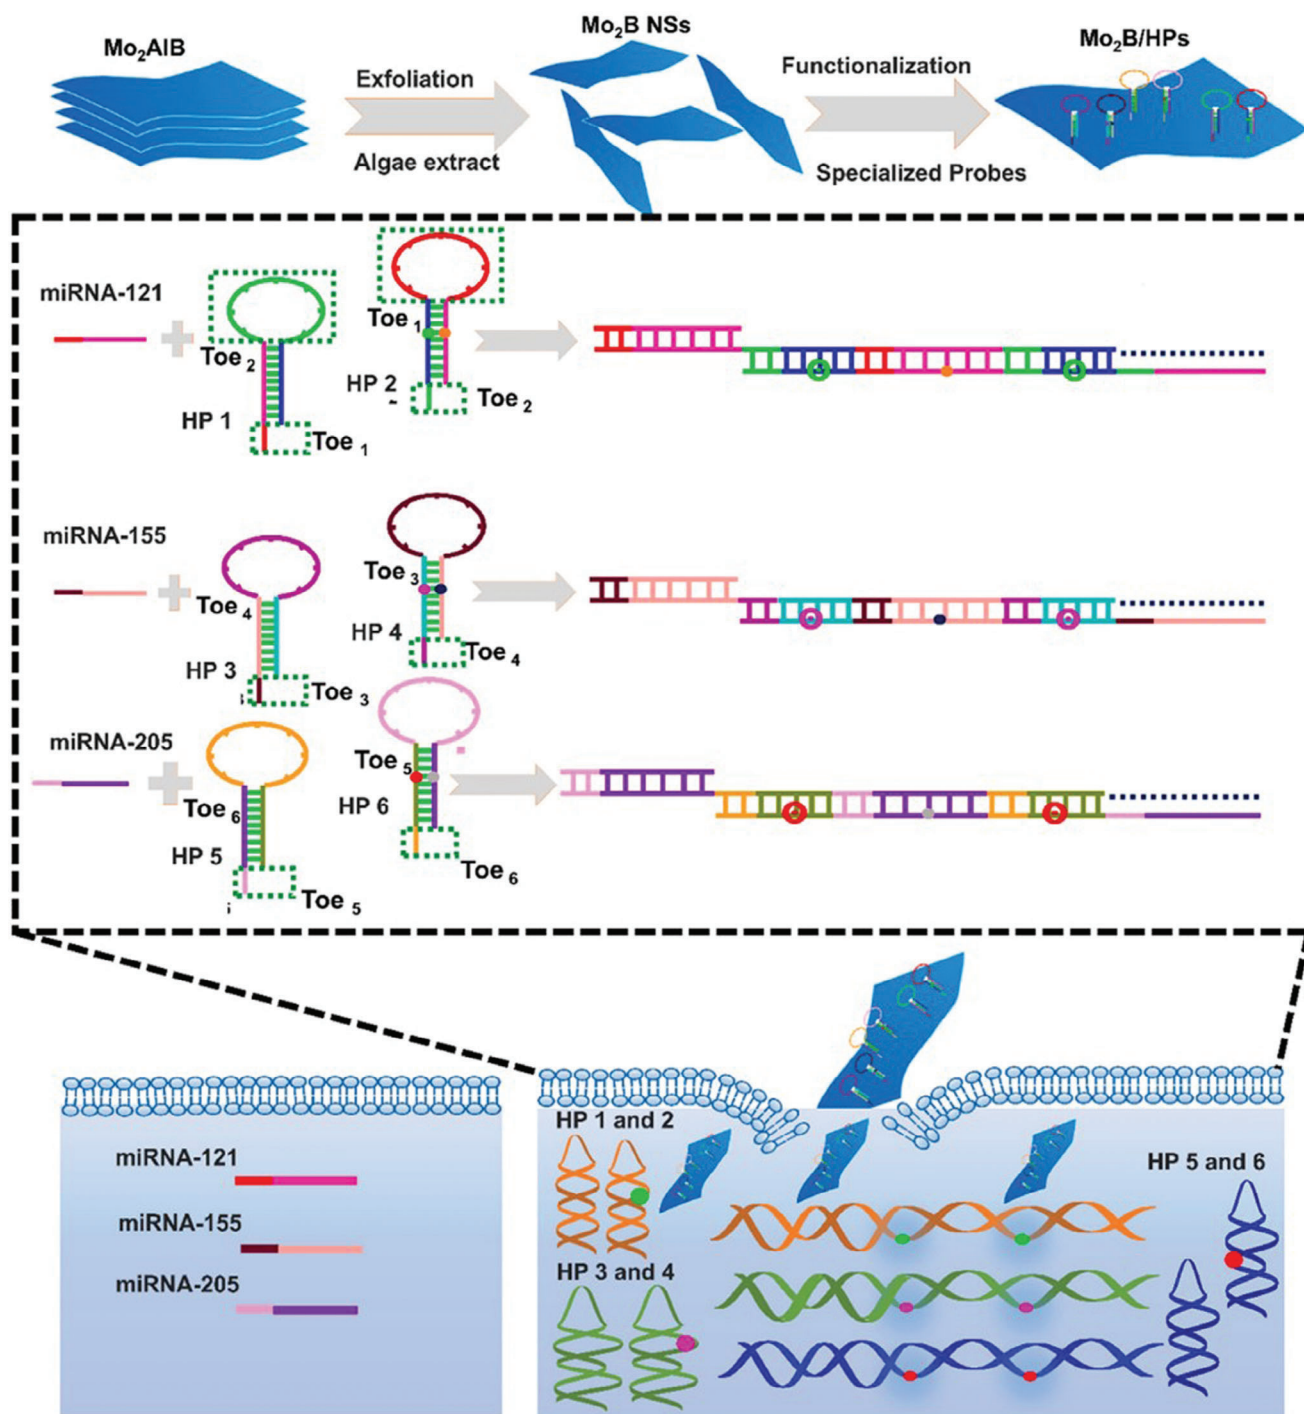 Mo2AlB
Exfoliation
Algae extract
Mo2B NSs
Functionalization
Specialized Probes
Mo2B/HPs
miRNA-121
Toe 2
HP 1
Toe 1
Toe 1
HP 2
Toe 2
miRNA-155
Toe 4
HP 3
Toe 3
Toe 3
HP 4
Toe 4
miRNA-205
Toe 6
HP 5
Toe 5
Toe 5
HP 6
Toe 6
miRNA-121
miRNA-155
miRNA-205
HP 1 and 2
HP 3 and 4
HP 5 and 6